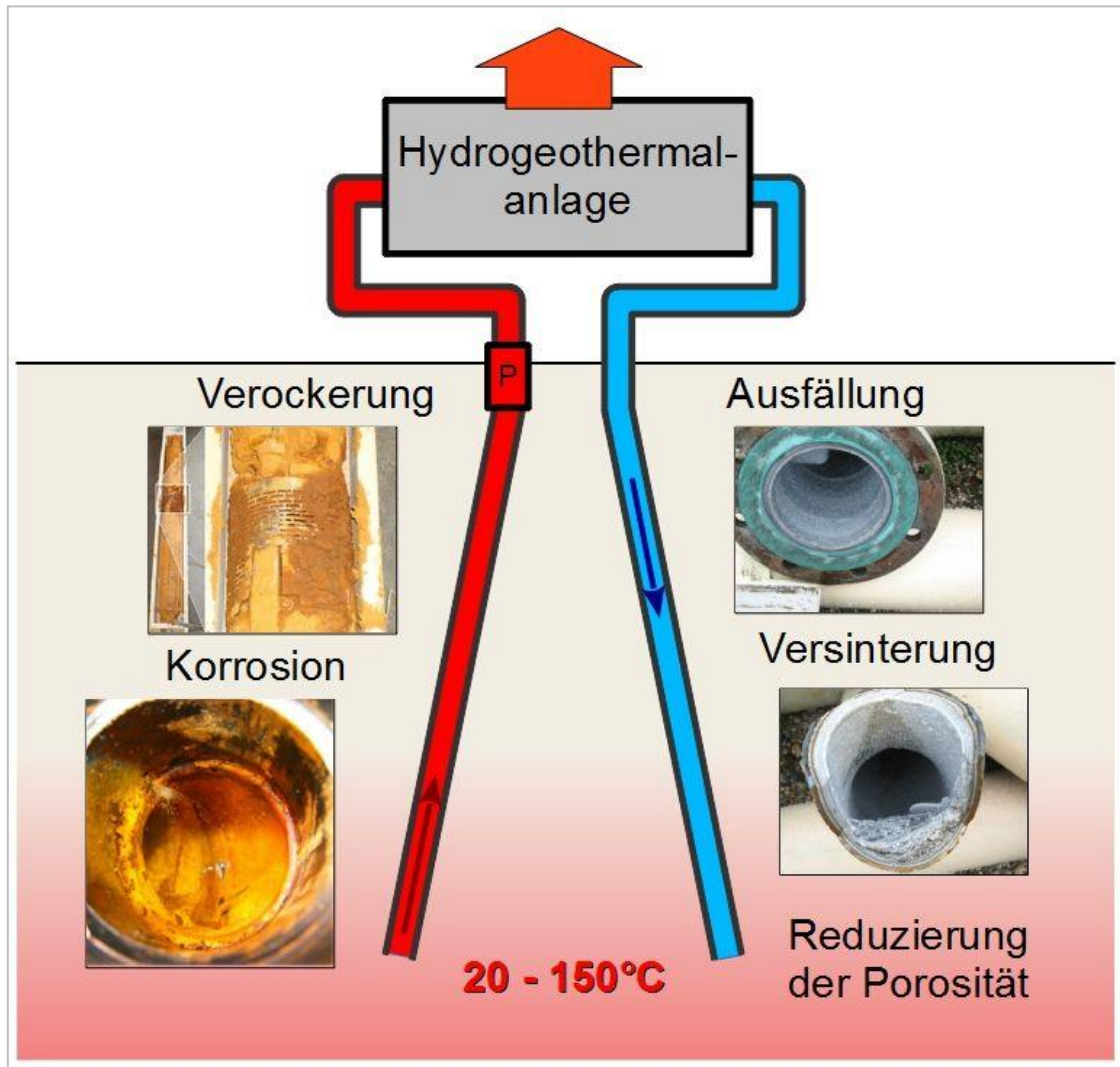 Hydrogeothermal-
anlage
P
Verockerung
Ausfällung
Korrosion
Versinterung
20 - 150°C
Reduzierung
der Porosität